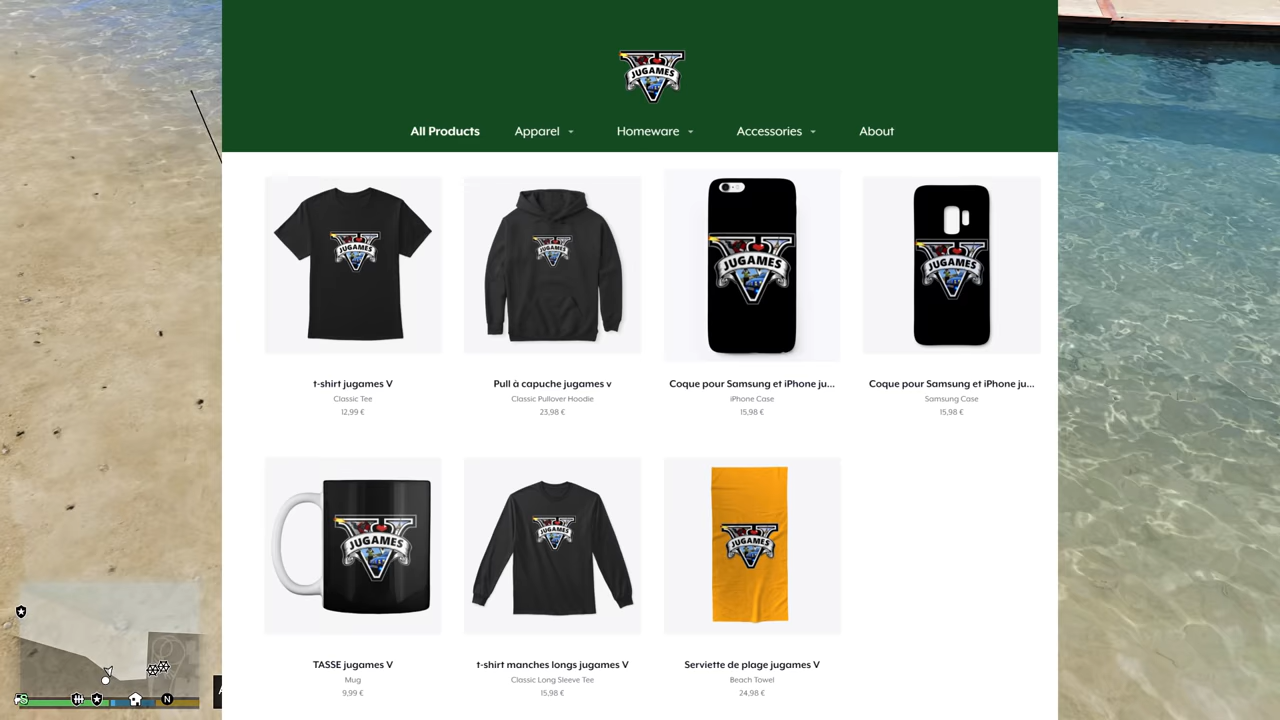 JUGAMES
All Products
Apparel
Homeware
Accessories
About
JUGAMES
JUGAMES
JUGAMES
JUGAMES
t-shirt jugames V
Pull à capuche jugames v
Coque pour Samsung et iPhone ju...
Coque pour Samsung et iPhone ju...
Classic Tee
Classic Pullover Hoodie
iPhone Case
Samsung Case
12,99 €
23,98 €
15,98 €
15,98 €
JUGAMES
JUGAMES
JUGAMES
TASSE jugames V
t-shirt manches longs jugames V
Serviette de plage jugames V
Mug
Classic Long Sleeve Tee
Beach Towel
9,99 €
15,98 €
24,98 €
N
A